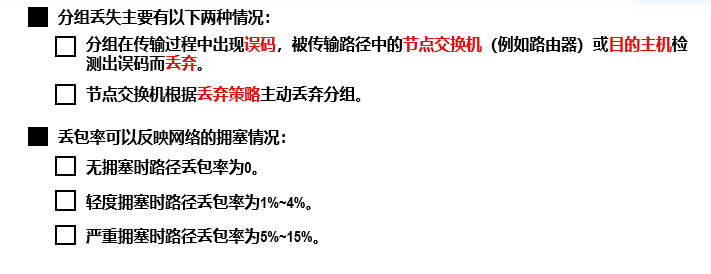 分组丢失主要有以下两种情况：
分组在传输过程中出现误码，被传输路径中的节点交换机（例如路由器）或目的主机检
测出误码而丢弃。
节点交换机根据丢弃策略主动丢弃分组。
丢包率可以反映网络的拥塞情况：
无拥塞时路径丢包率为0。
轻度拥塞时路径丢包率为1%~4%。
严重拥塞时路径丢包率为5%~15%。